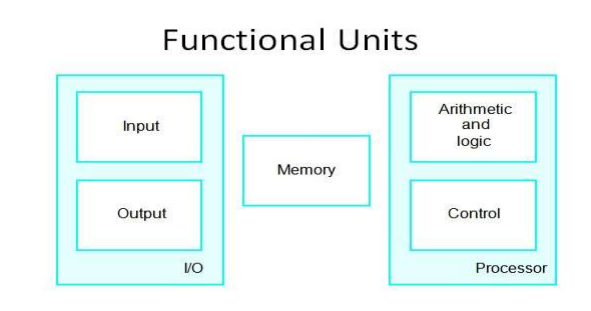 Functional Units
Input
Output
I/O
Memory
Arithmetic
and
logic
Control
Processor